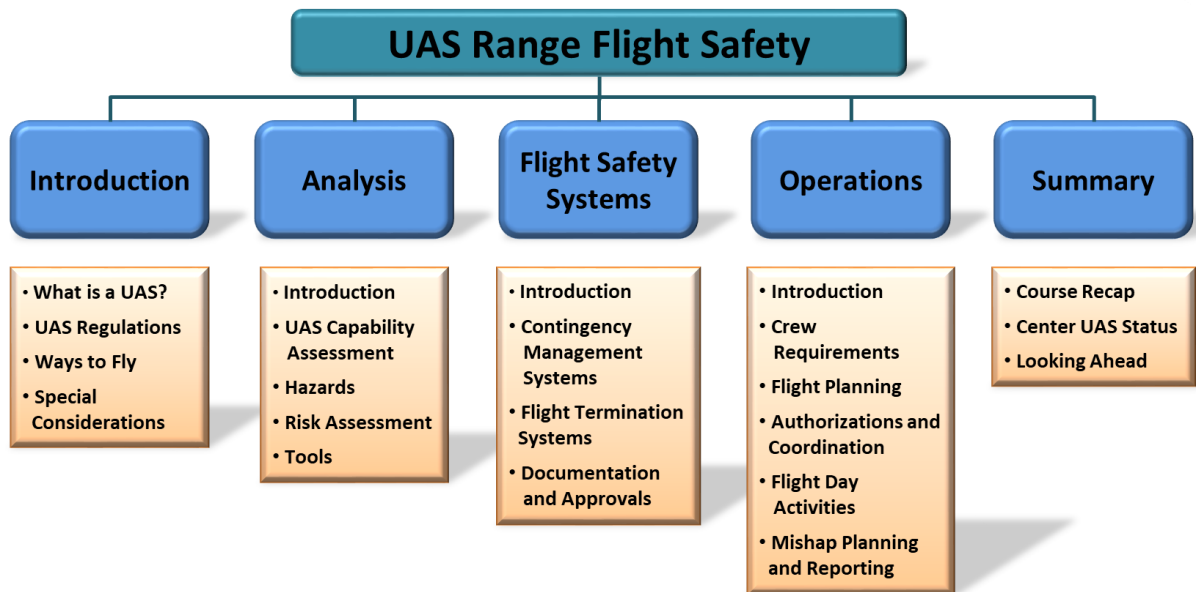 UAS Range Flight Safety
Introduction
• What is a UAS?
• UAS Regulations
• Ways to Fly
• Special
Considerations
Analysis
• Introduction
• UAS Capability
Assessment
• Hazards
• Risk Assessment
• Tools
Flight Safety
Systems
• Introduction
• Contingency
Management
Systems
• Flight Termination
Systems
• Documentation
and Approvals
Operations
• Introduction
• Crew
Requirements
• Flight Planning
• Authorizations and
Coordination
• Flight Day
Activities
• Mishap Planning
and Reporting
Summary
• Course Recap
• Center UAS Status
• Looking Ahead